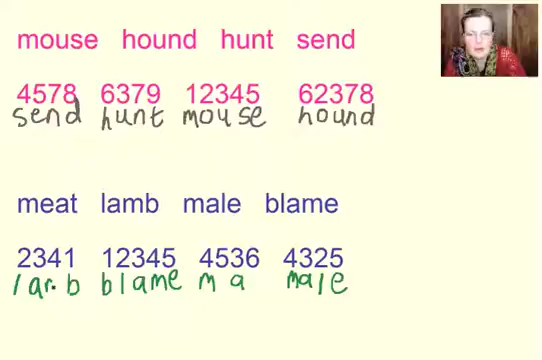 mouse hound hunt send
4578 6379 12345 62378
send hunt mouse hound
meat lamb male blame
2341 12345 4536 4325
blame m a male